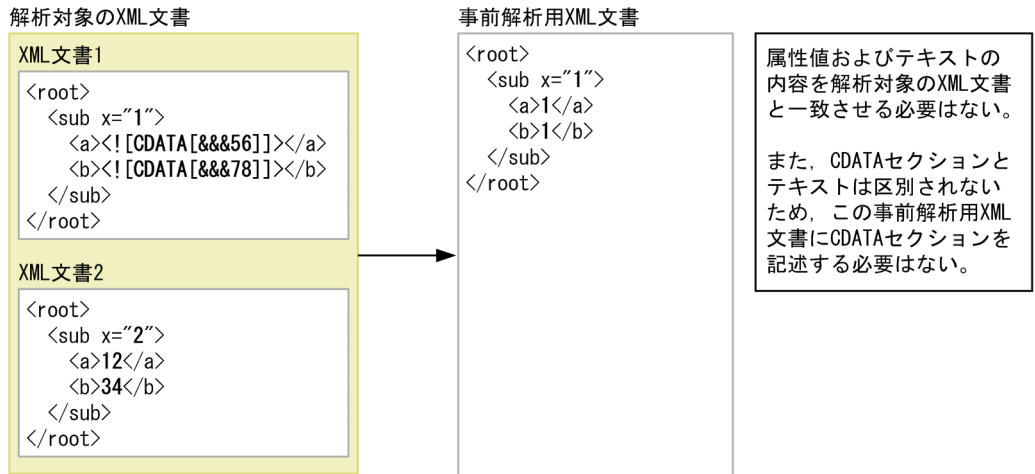 解析対象のXML文書
XML文書1
<root>
  <sub x="1">
    <a><![CDATA[&&&56]]></a>
    <b><![CDATA[&&&78]]></b>
  </sub>
</root>
XML文書2
<root>
  <sub x="2">
    <a>12</a>
    <b>34</b>
  </sub>
</root>
事前解析用XML文書
<root>
  <sub x="1">
    <a>1</a>
    <b>1</b>
  </sub>
</root>
属性値およびテキストの
内容を解析対象のXML文書
と一致させる必要はない。
また，CDATAセクションと
テキストは区別されない
ため，この事前解析用XML
文書にCDATAセクションを
記述する必要はない。